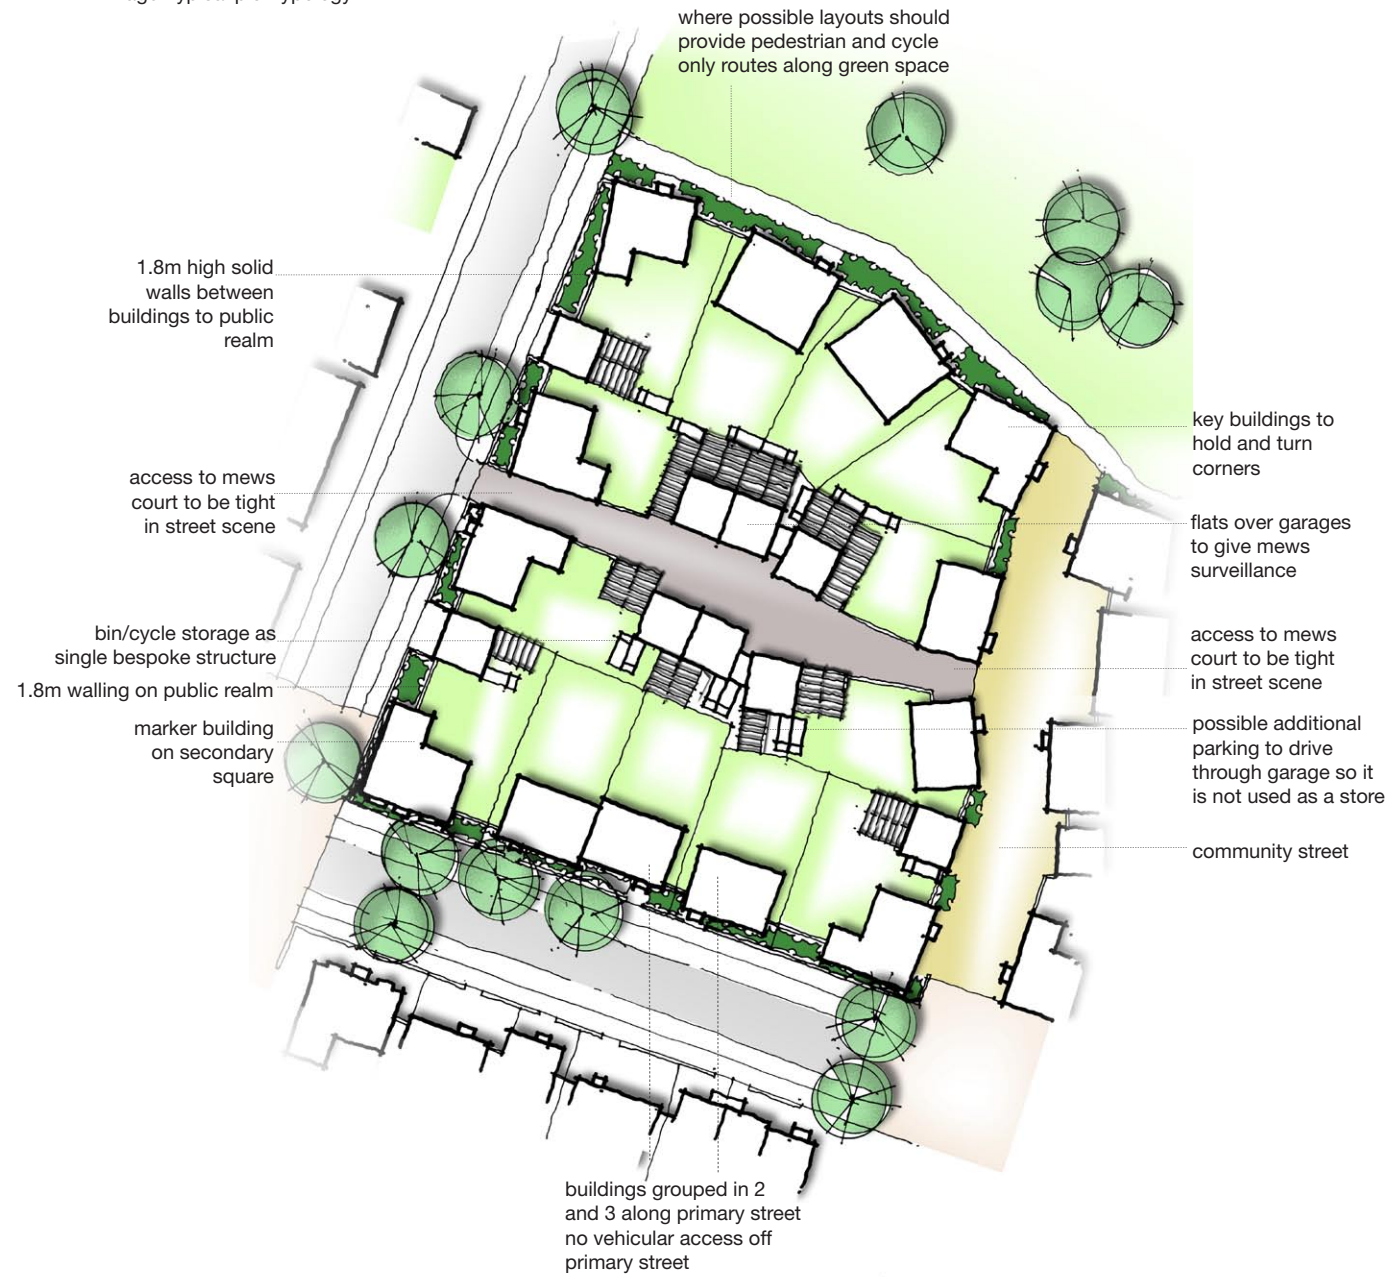 where possible layouts should
provide pedestrian and cycle
only routes along green space
1.8m high solid
walls between
buildings to public
realm
key buildings to
hold and turn
corners
access to mews
court to be tight
in street scene
flats over garages
to give mews
surveillance
bin/cycle storage as
single bespoke structure
access to mews
court to be tight
in street scene
1.8m walling on public realm
marker building
on secondary
square
possible additional
parking to drive
through garage so it
is not used as a store
community street
buildings grouped in 2
and 3 along primary street
no vehicular access off
primary street